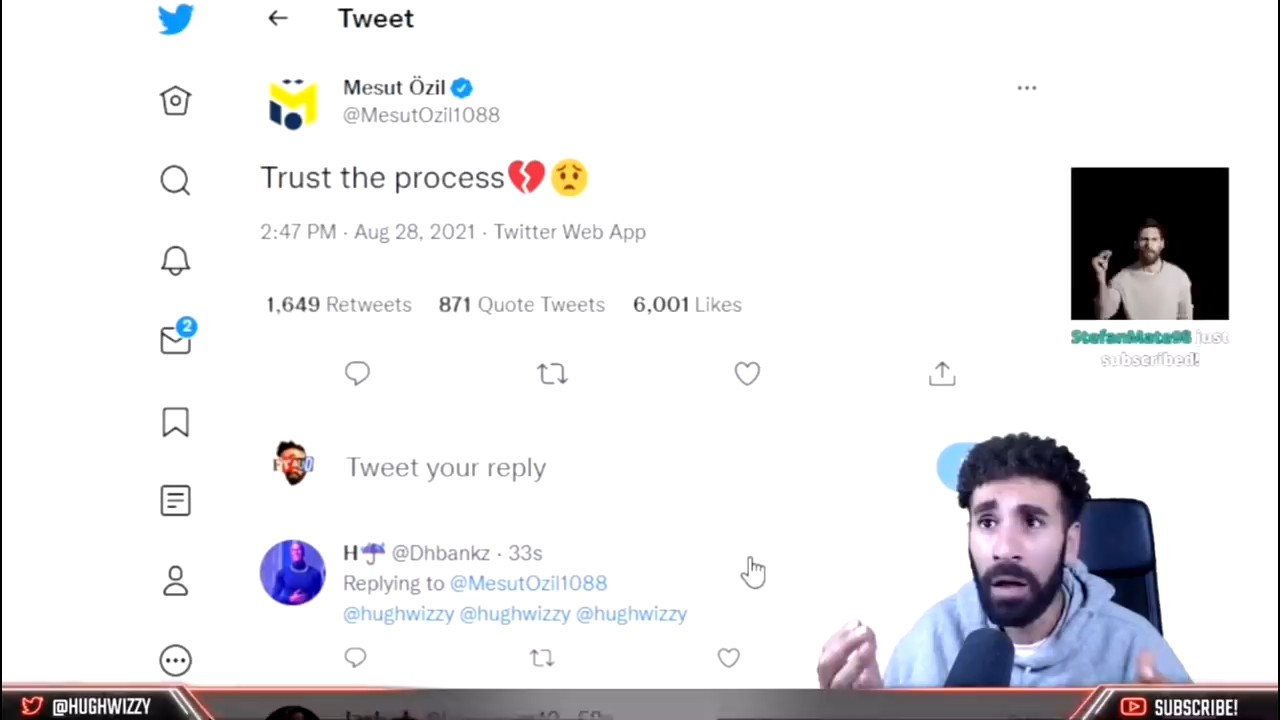 Tweet
Mesut Özil
@MesutOzil1088
Trust the process💔😟
2:47 PM · Aug 28, 2021 · Twitter Web App
1,649 Retweets 871 Quote Tweets 6,001 Likes
StefanMate98 just
subscribed!
2
Tweet your reply
H☔ @Dhbankz · 33s
Replying to @MesutOzil1088
@hughwizzy @hughwizzy @hughwizzy
@HUGHWIZZY
SUBSCRIBE!